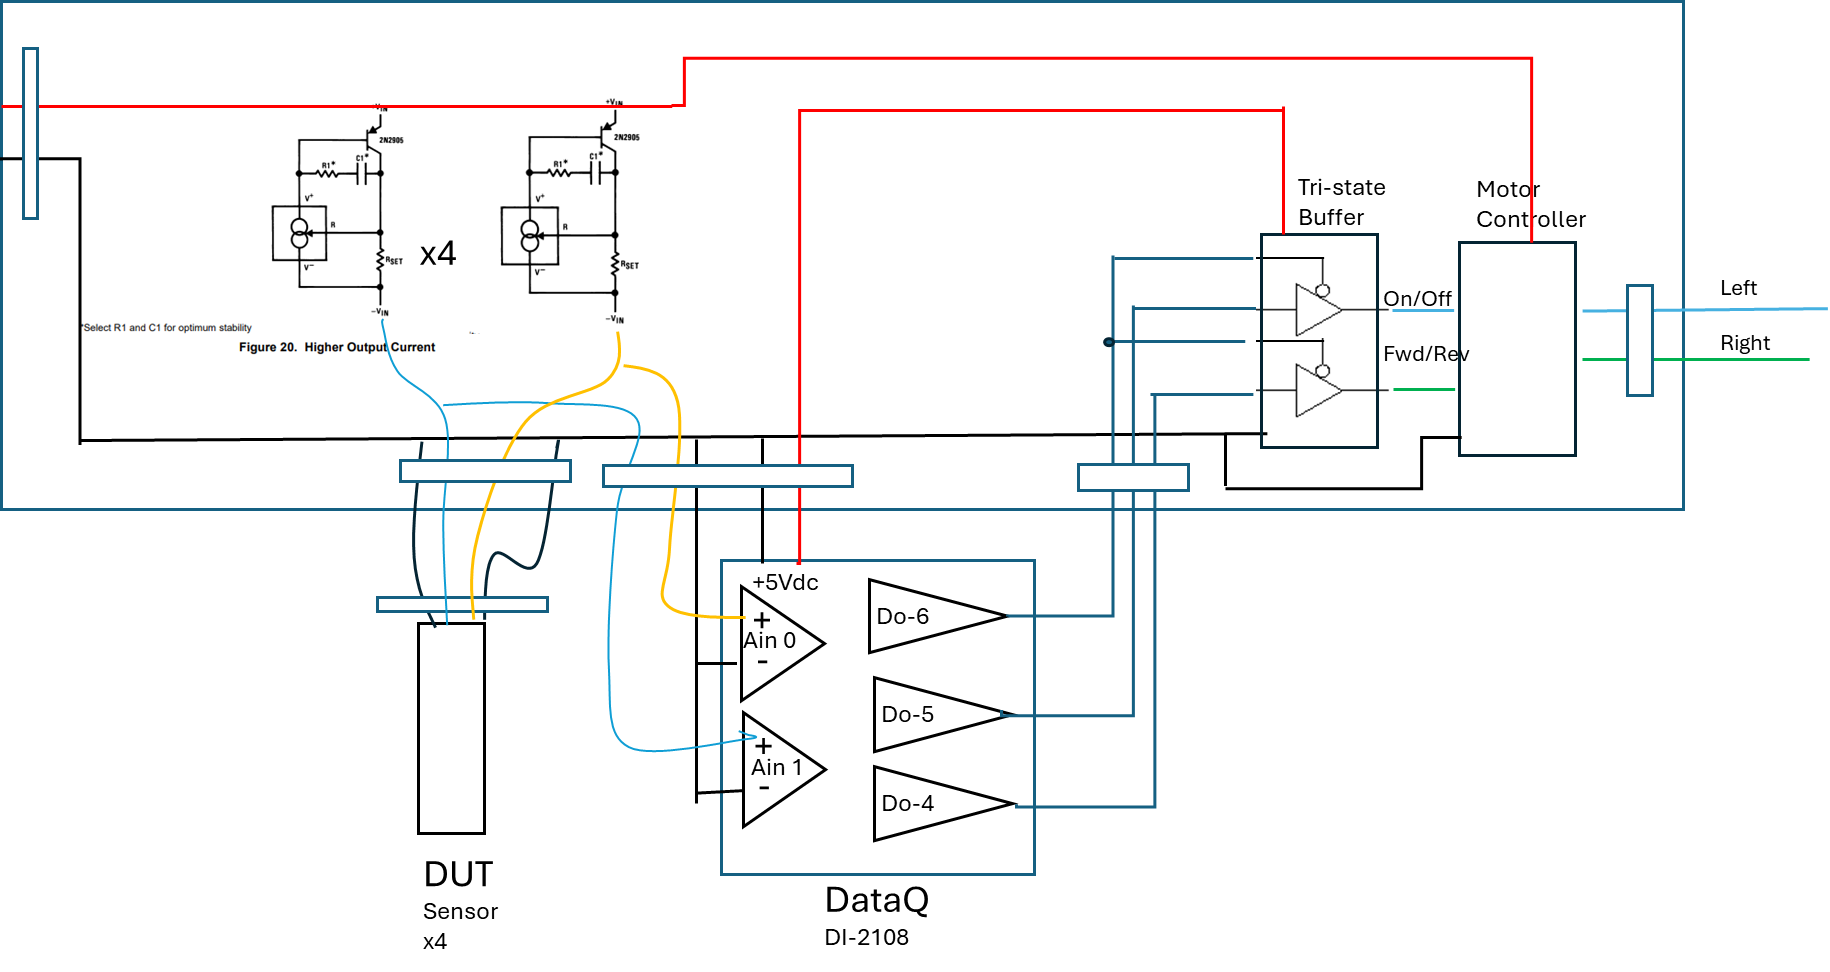 +VIN
2N2905
R1*
C1*
V+
R
RSET
V−
−VIN
x4
+VIN
2N2905
R1*
C1*
V+
R
RSET
V−
−VIN
*Select R1 and C1 for optimum stability
Figure 20. Higher Output Current
Tri-state
Buffer
Motor
Controller
On/Off
Fwd/Rev
Left
Right
+5Vdc
+
Ain 0
-
+
Ain 1
-
Do-6
Do-5
Do-4
DUT
Sensor
x4
DataQ
DI-2108